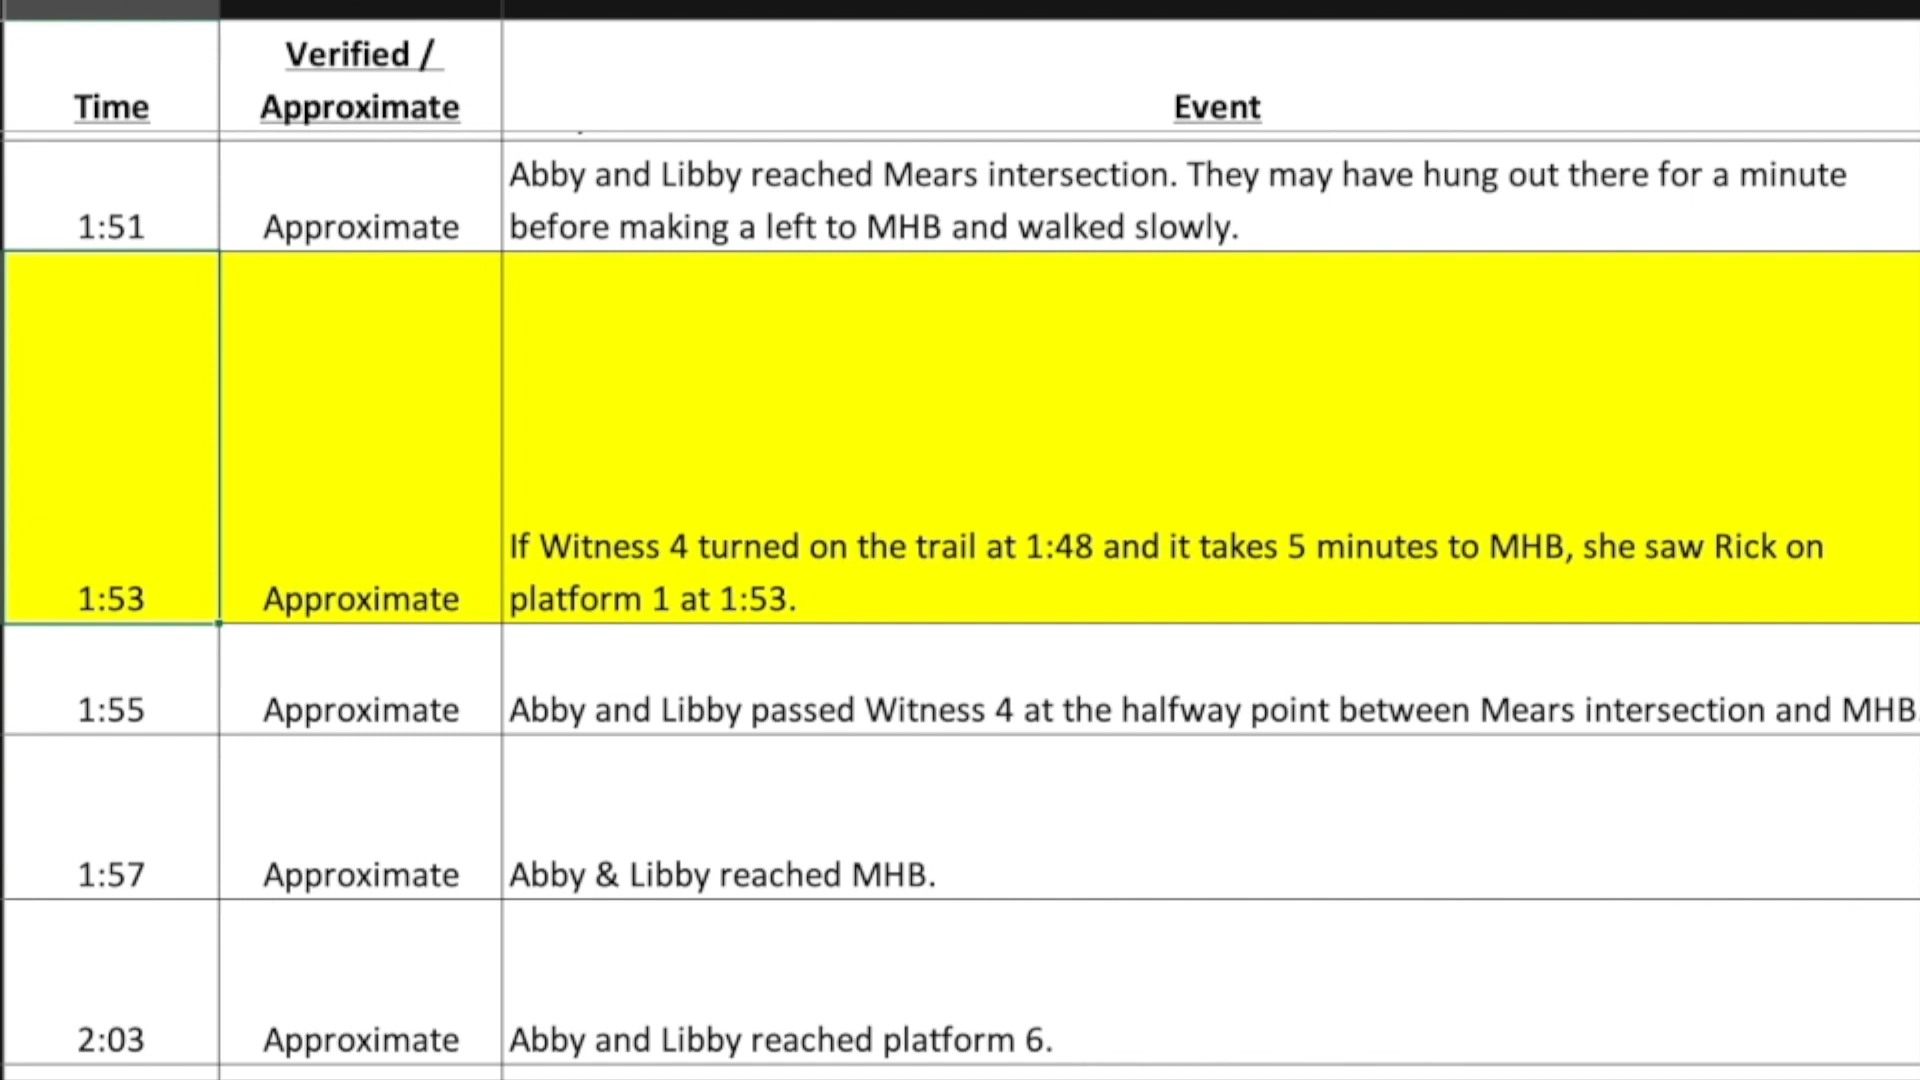 Time
Verified /
Approximate
Event
1:51
Approximate
Abby and Libby reached Mears intersection. They may have hung out there for a minute
before making a left to MHB and walked slowly.
1:53
Approximate
If Witness 4 turned on the trail at 1:48 and it takes 5 minutes to MHB, she saw Rick on
platform 1 at 1:53.
1:55
Approximate
Abby and Libby passed Witness 4 at the halfway point between Mears intersection and MHB.
1:57
Approximate
Abby & Libby reached MHB.
2:03
Approximate
Abby and Libby reached platform 6.